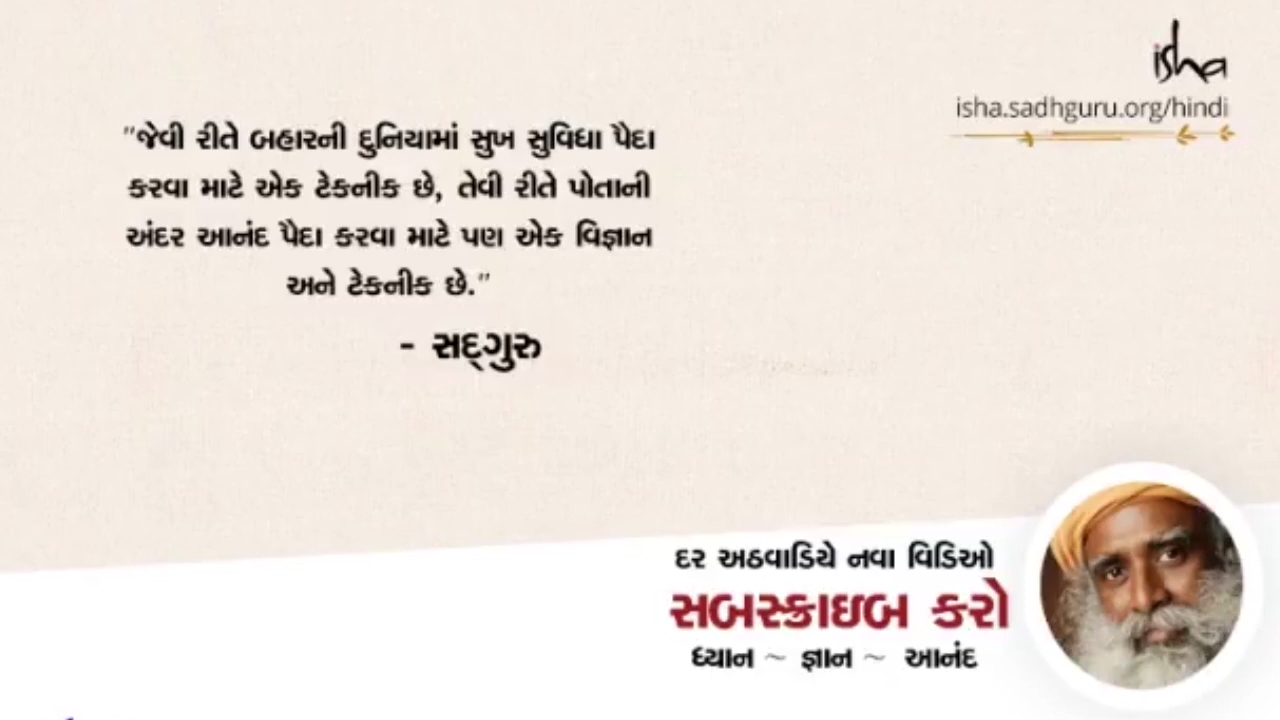 isha
isha.sadhguru.org/hindi
"જેવી રીતે બહારની દુનિયામાં સુખ સુવિધા પૈદા
કરવા માટે એક ટેકનીક છે, તેવી રીતે પોતાની
અંદર આનંદ પૈદા કરવા માટે પણ એક વિજ્ઞાન
અને ટેકનીક છે."
- સદ્‌ગુરુ
દર અઠવાડિયે નવા વિડિઓ
સબસ્ક્રાઇબ કરો
ધ્યાન ~ જ્ઞાન ~ આનંદ